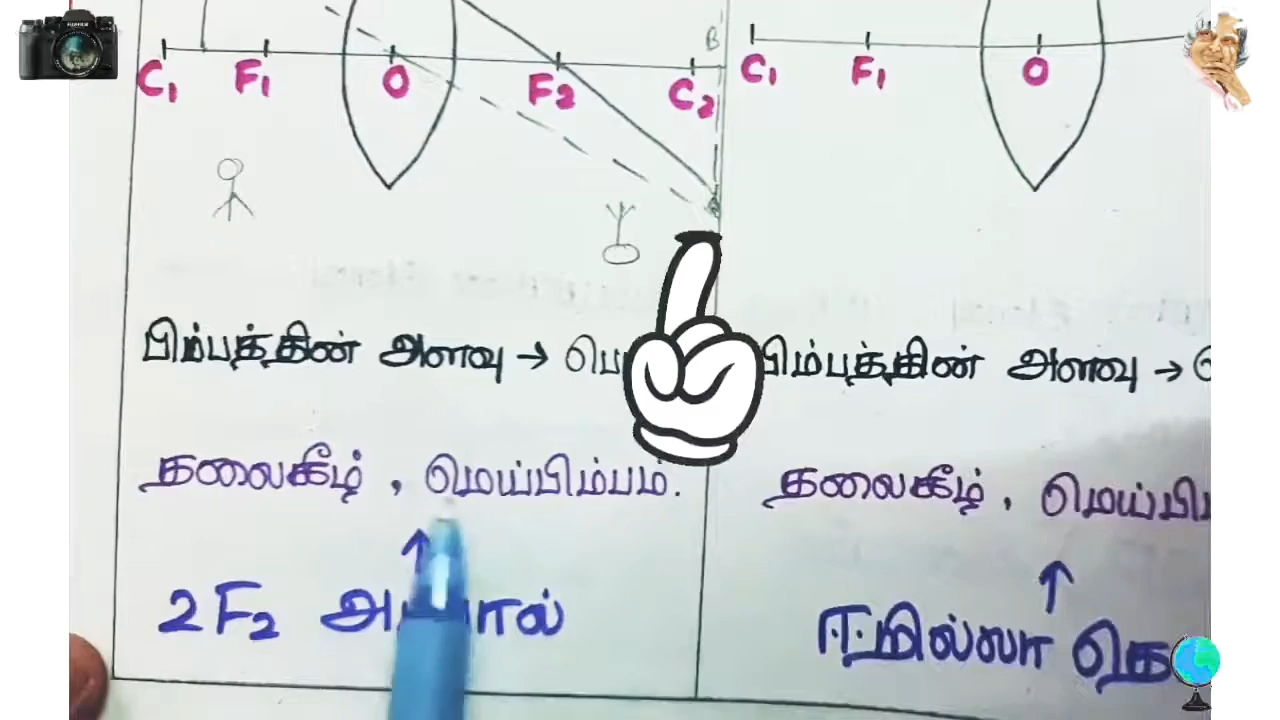 B
C₁ F₁ O F₂ C₂
C₁ F₁ O
பிம்பத்தின் அளவு →
தலைகீழ் , மெய்பிம்பம்.
↑
2F₂
பிம்பத்தின் அளவு →
தலைகீழ் ,
↑